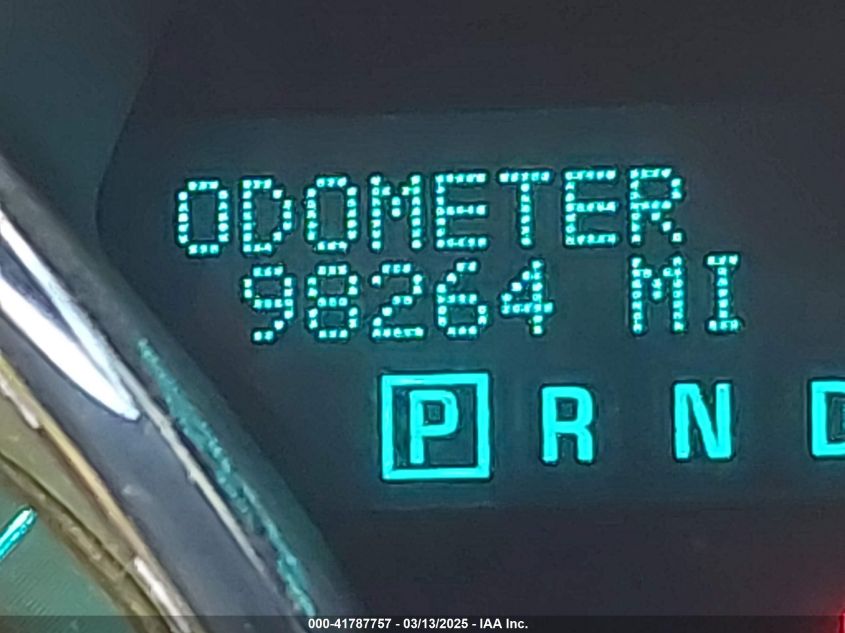 ODOMETER
98264 MI
P R N D
000-41787757 - 03/13/2025 - IAA Inc.